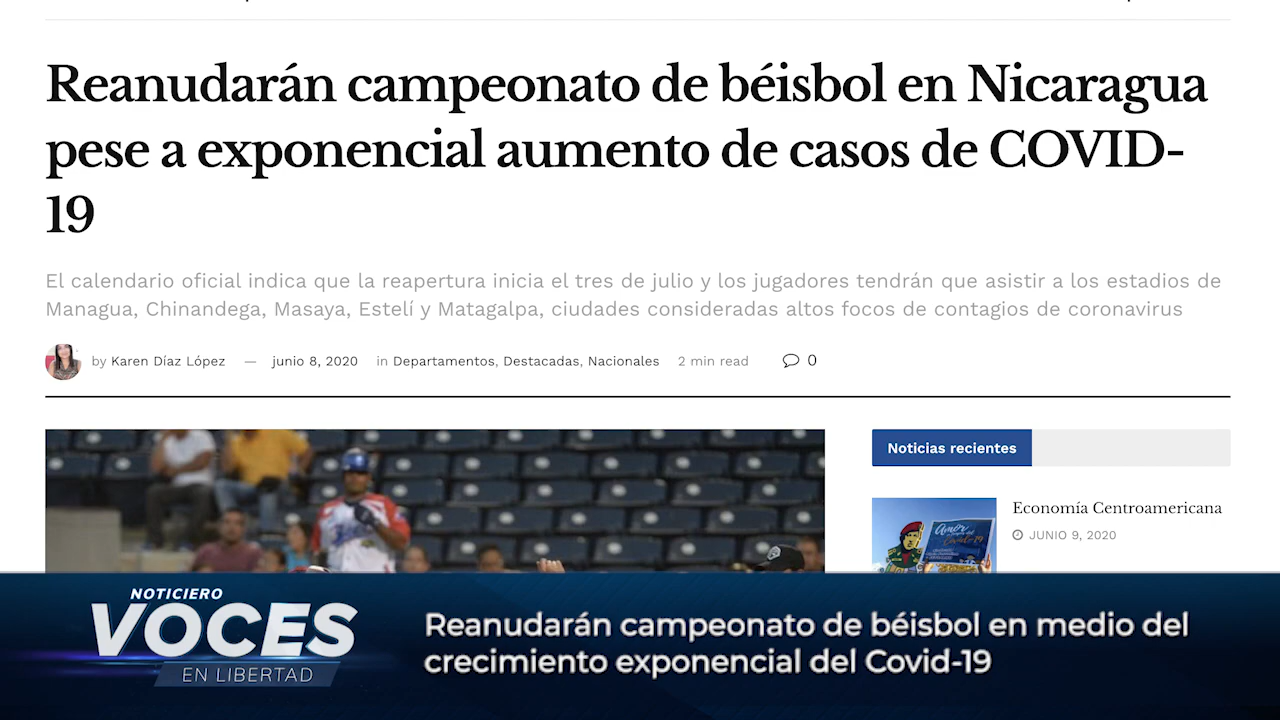 Reanudarán campeonato de béisbol en Nicaragua
pese a exponencial aumento de casos de COVID-
19
El calendario oficial indica que la reapertura inicia el tres de julio y los jugadores tendrán que asistir a los estadios de
Managua, Chinandega, Masaya, Estelí y Matagalpa, ciudades consideradas altos focos de contagios de coronavirus
by Karen Díaz López — junio 8, 2020 in Departamentos, Destacadas, Nacionales 2 min read 0
Noticias recientes
Economía Centroamericana
JUNIO 9, 2020
Amor
Covid-19
NOTICIERO
VOCES
EN LIBERTAD
Reanudarán campeonato de béisbol en medio del
crecimiento exponencial del Covid-19